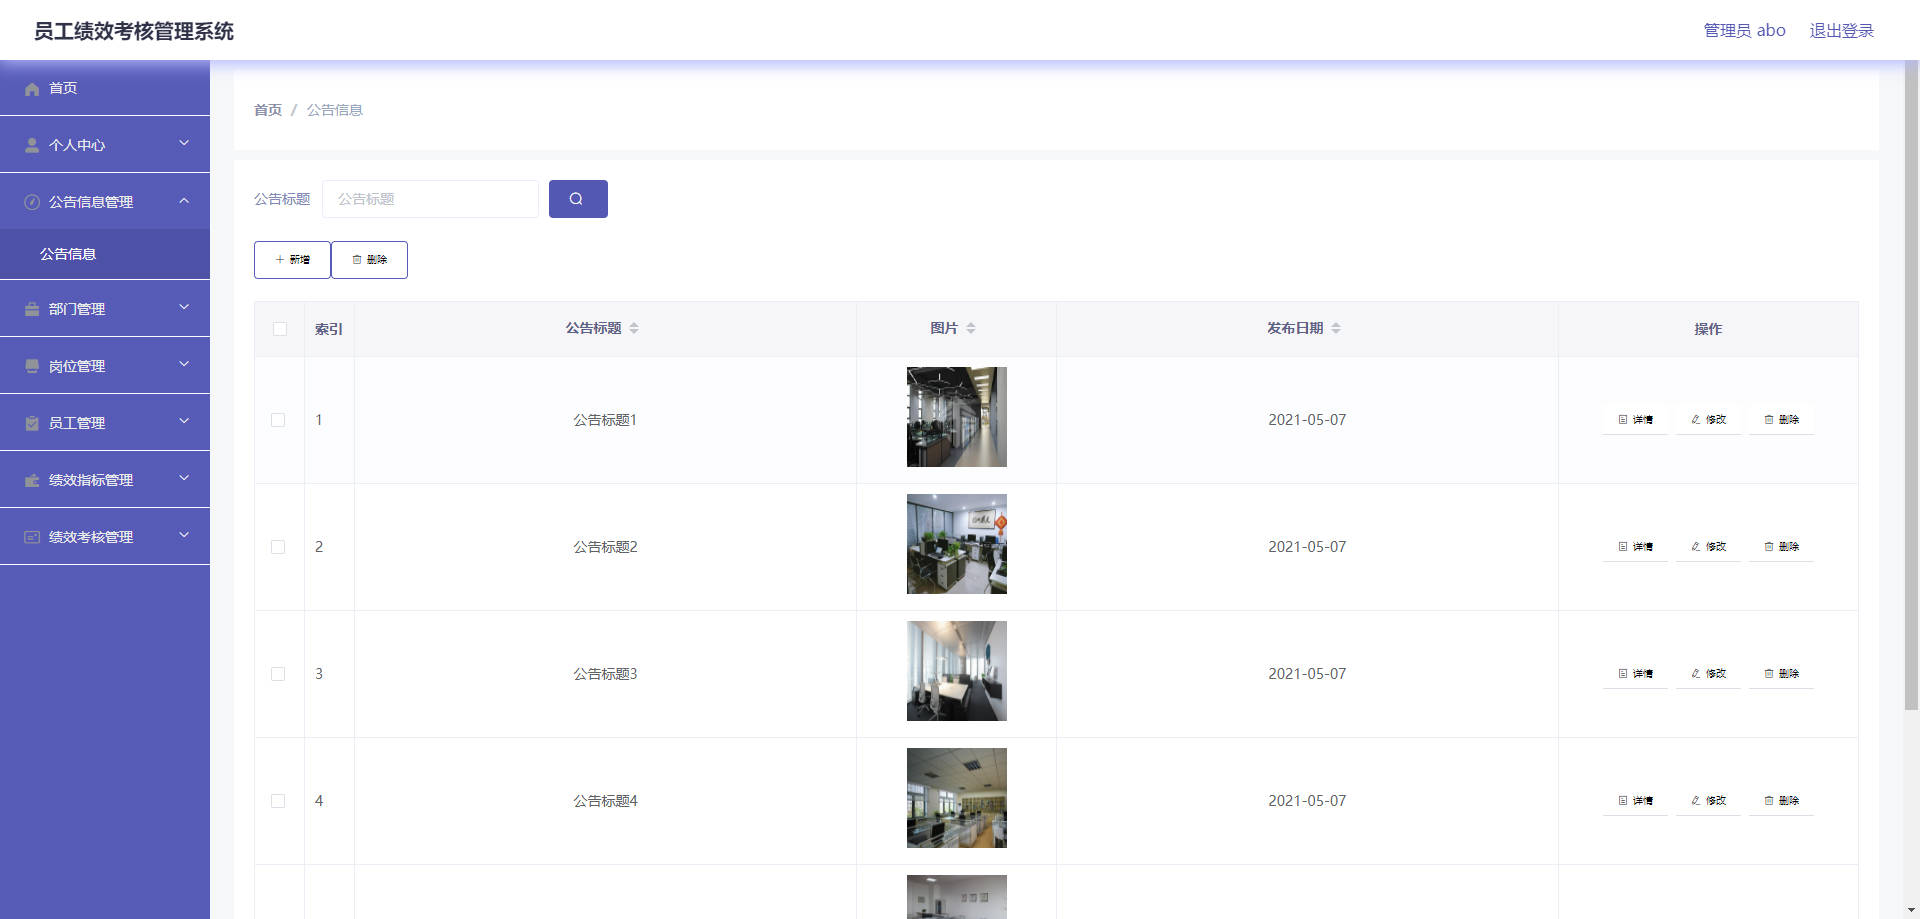 员工绩效考核管理系统
管理员 abo 退出登录
首页
个人中心
公告信息管理
公告信息
部门管理
岗位管理
员工管理
绩效指标管理
绩效考核管理
首页 / 公告信息
公告标题 公告标题
新增 删除
索引 公告标题 图片 发布日期 操作
1 公告标题1 2021-05-07 详情 修改 删除
2 公告标题2 2021-05-07 详情 修改 删除
3 公告标题3 2021-05-07 详情 修改 删除
4 公告标题4 2021-05-07 详情 修改 删除